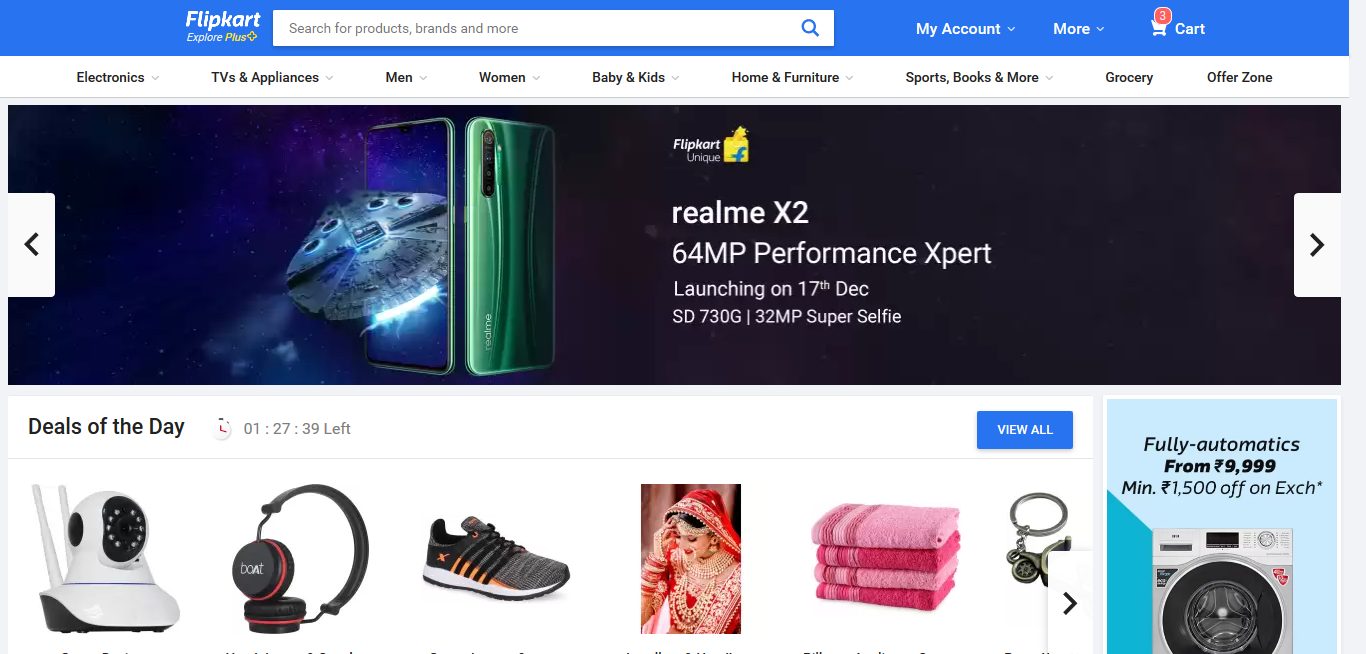 Flipkart
Explore Plus
Search for products, brands and more
My Account
More
3
Cart
Electronics
TVs & Appliances
Men
Women
Baby & Kids
Home & Furniture
Sports, Books & More
Grocery
Offer Zone
Flipkart
Unique
realme X2
64MP Performance Xpert
Launching on 17th Dec
SD 730G | 32MP Super Selfie
realme
Deals of the Day
01 : 27 : 39 Left
VIEW ALL
boAt
Fully-automatics
From ₹9,999
Min. ₹1,500 off on Exch*